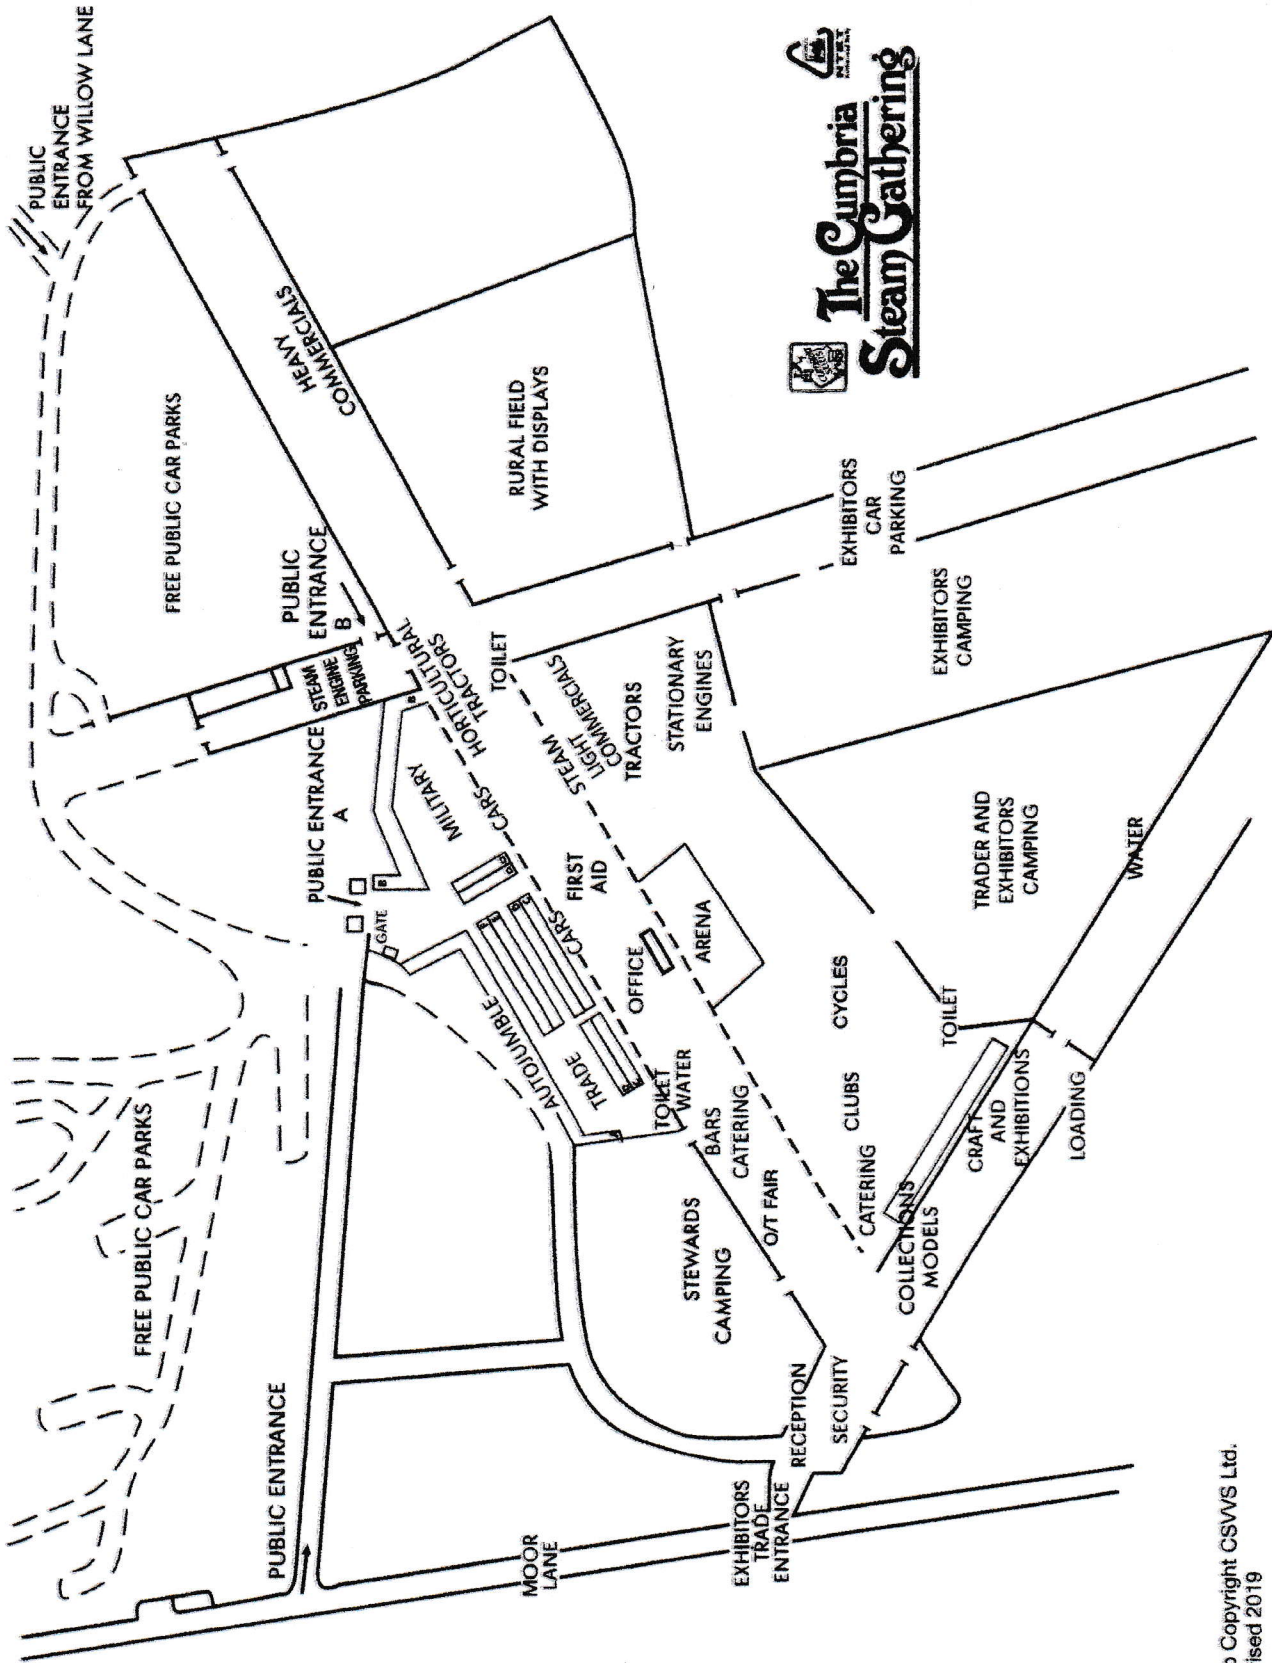 PUBLIC
ENTRANCE
FROM WILLOW LANE
FREE PUBLIC CAR PARKS
HEAVY
COMMERCIALS
RURAL FIELD
WITH DISPLAYS
The Cumbria
Steam Gathering
NTET
PUBLIC
ENTRANCE
B
STEAM
ENGINE
PARKING
HORTICULTURAL
TRACTORS
TOILET
EXHIBITORS
CAR
PARKING
EXHIBITORS
CAMPING
PUBLIC ENTRANCE
A
GATE
MILITARY
CARS
CARS
STEAM
LIGHT
COMMERCIALS
TRACTORS
STATIONARY
ENGINES
FIRST
AID
OFFICE
ARENA
TRADER AND
EXHIBITORS
CAMPING
WATER
AUTOJUMBLE
TRADE
TOILET
WATER
BARS
CATERING
O/T FAIR
CYCLES
CLUBS
CATERING
TOILET
CRAFT
AND
EXHIBITIONS
LOADING
COLLECTIONS
MODELS
FREE PUBLIC CAR PARKS
STEWARDS
CAMPING
PUBLIC ENTRANCE
RECEPTION
SECURITY
MOOR
LANE
EXHIBITORS
TRADE
ENTRANCE
Copyright CSVVS Ltd.
ised 2019